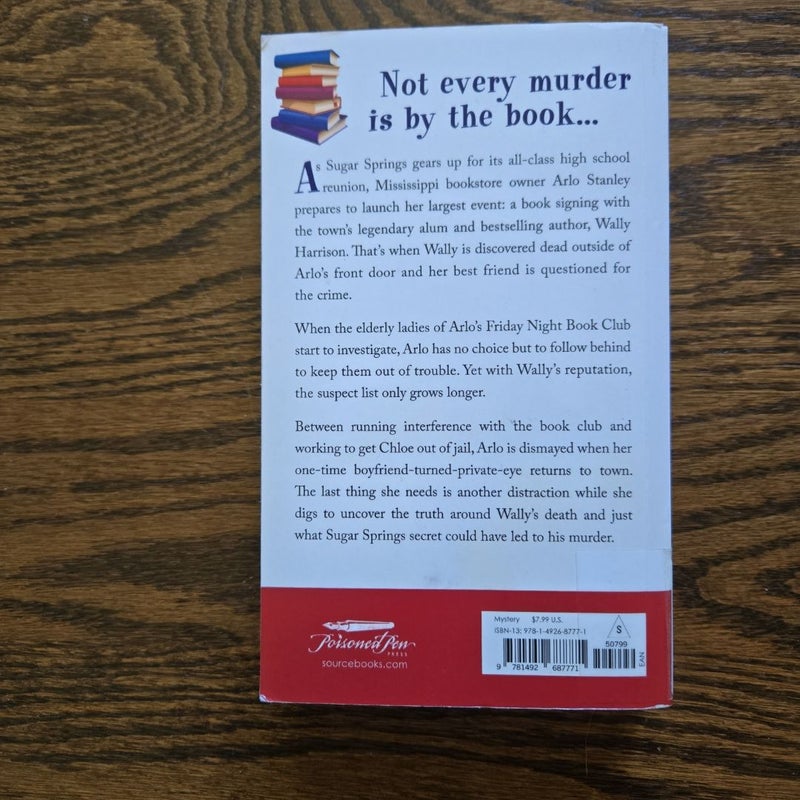 Not every murder
is by the book...
As Sugar Springs gears up for its all-class high school
reunion, Mississippi bookstore owner Arlo Stanley
prepares to launch her largest event: a book signing with
the town's legendary alum and bestselling author, Wally
Harrison. That's when Wally is discovered dead outside of
Arlo's front door and her best friend is questioned for
the crime.
When the elderly ladies of Arlo's Friday Night Book Club
start to investigate, Arlo has no choice but to follow behind
to keep them out of trouble. Yet with Wally's reputation,
the suspect list only grows longer.
Between running interference with the book club and
working to get Chloe out of jail, Arlo is dismayed when her
one-time boyfriend-turned-private-eye returns to town.
The last thing she needs is another distraction while she
digs to uncover the truth around Wally's death and just
what Sugar Springs secret could have led to his murder.
Poisoned Pen
PRESS
sourcebooks.com
Mystery $7.99 U.S.
ISBN-13: 978-1-4926-8777-1
S
50799
9 781492 687771
EAN